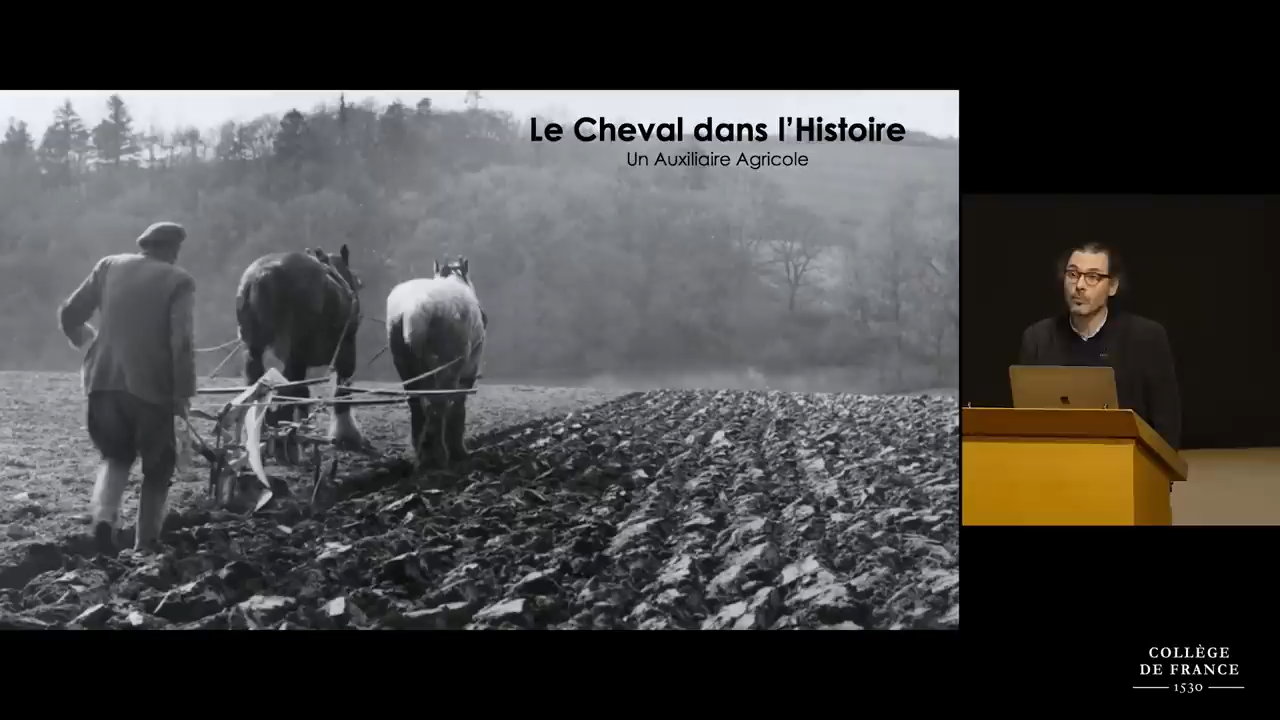 Le Cheval dans l’Histoire
Un Auxiliaire Agricole
COLLÈGE
DE FRANCE
1530